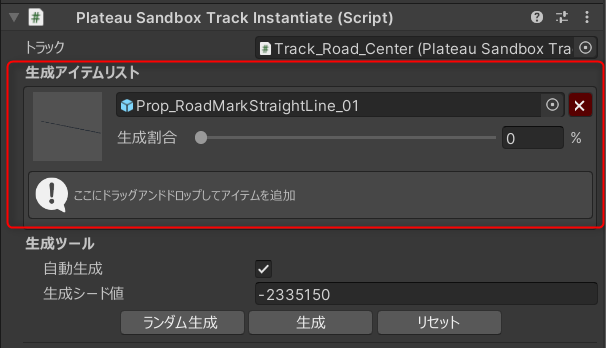 Plateau Sandbox Track Instantiate (Script)
トラック Track_Road_Center (Plateau Sandbox Tra
生成アイテムリスト
Prop_RoadMarkStraightLine_01
生成割合 0 %
ここにドラッグアンドドロップしてアイテムを追加
生成ツール
自動生成
生成シード値 -2335150
ランダム生成 生成 リセット